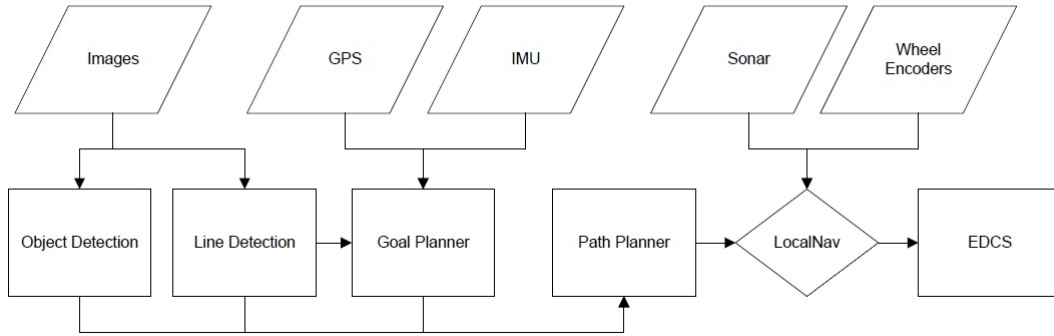 Images
GPS
IMU
Sonar
Wheel
Encoders
Object Detection
Line Detection
Goal Planner
Path Planner
LocalNav
EDCS